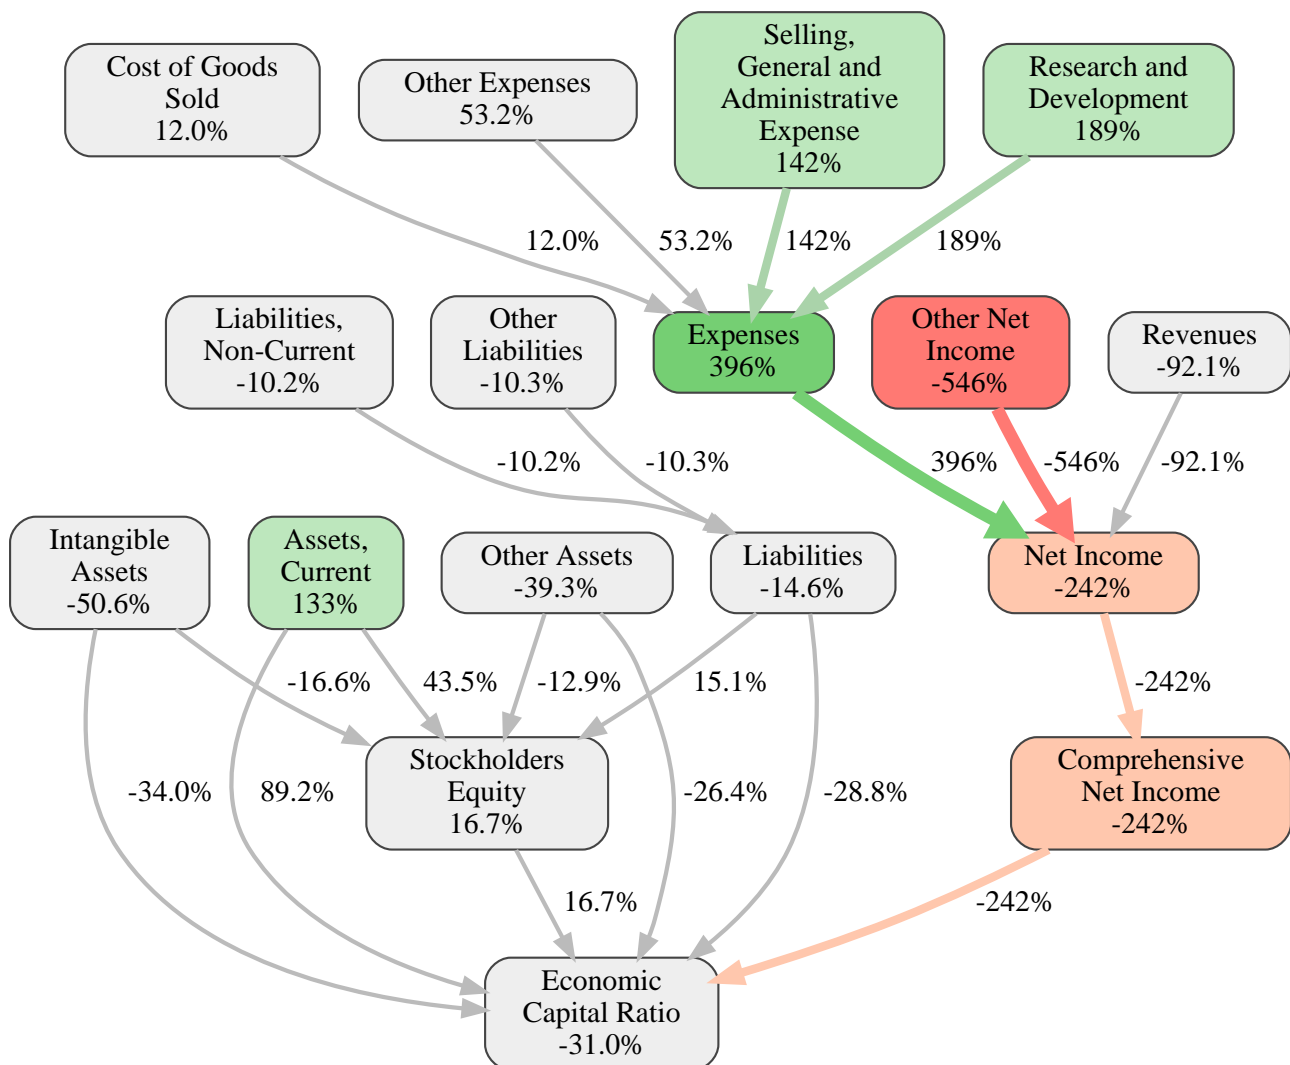 Cost of Goods
Sold
12.0%
Other Expenses
53.2%
Selling,
General and
Administrative
Expense
142%
Research and
Development
189%
12.0%
53.2%
142%
189%
Liabilities,
Non-Current
-10.2%
Other
Liabilities
-10.3%
Expenses
396%
Other Net
Income
-546%
Revenues
-92.1%
-10.2%
-10.3%
396%
-546%
-92.1%
Intangible
Assets
-50.6%
Assets,
Current
133%
Other Assets
-39.3%
Liabilities
-14.6%
Net Income
-242%
-16.6%
43.5%
-12.9%
15.1%
-242%
-34.0%
89.2%
Stockholders
Equity
16.7%
-26.4%
-28.8%
Comprehensive
Net Income
-242%
16.7%
-242%
Economic
Capital Ratio
-31.0%